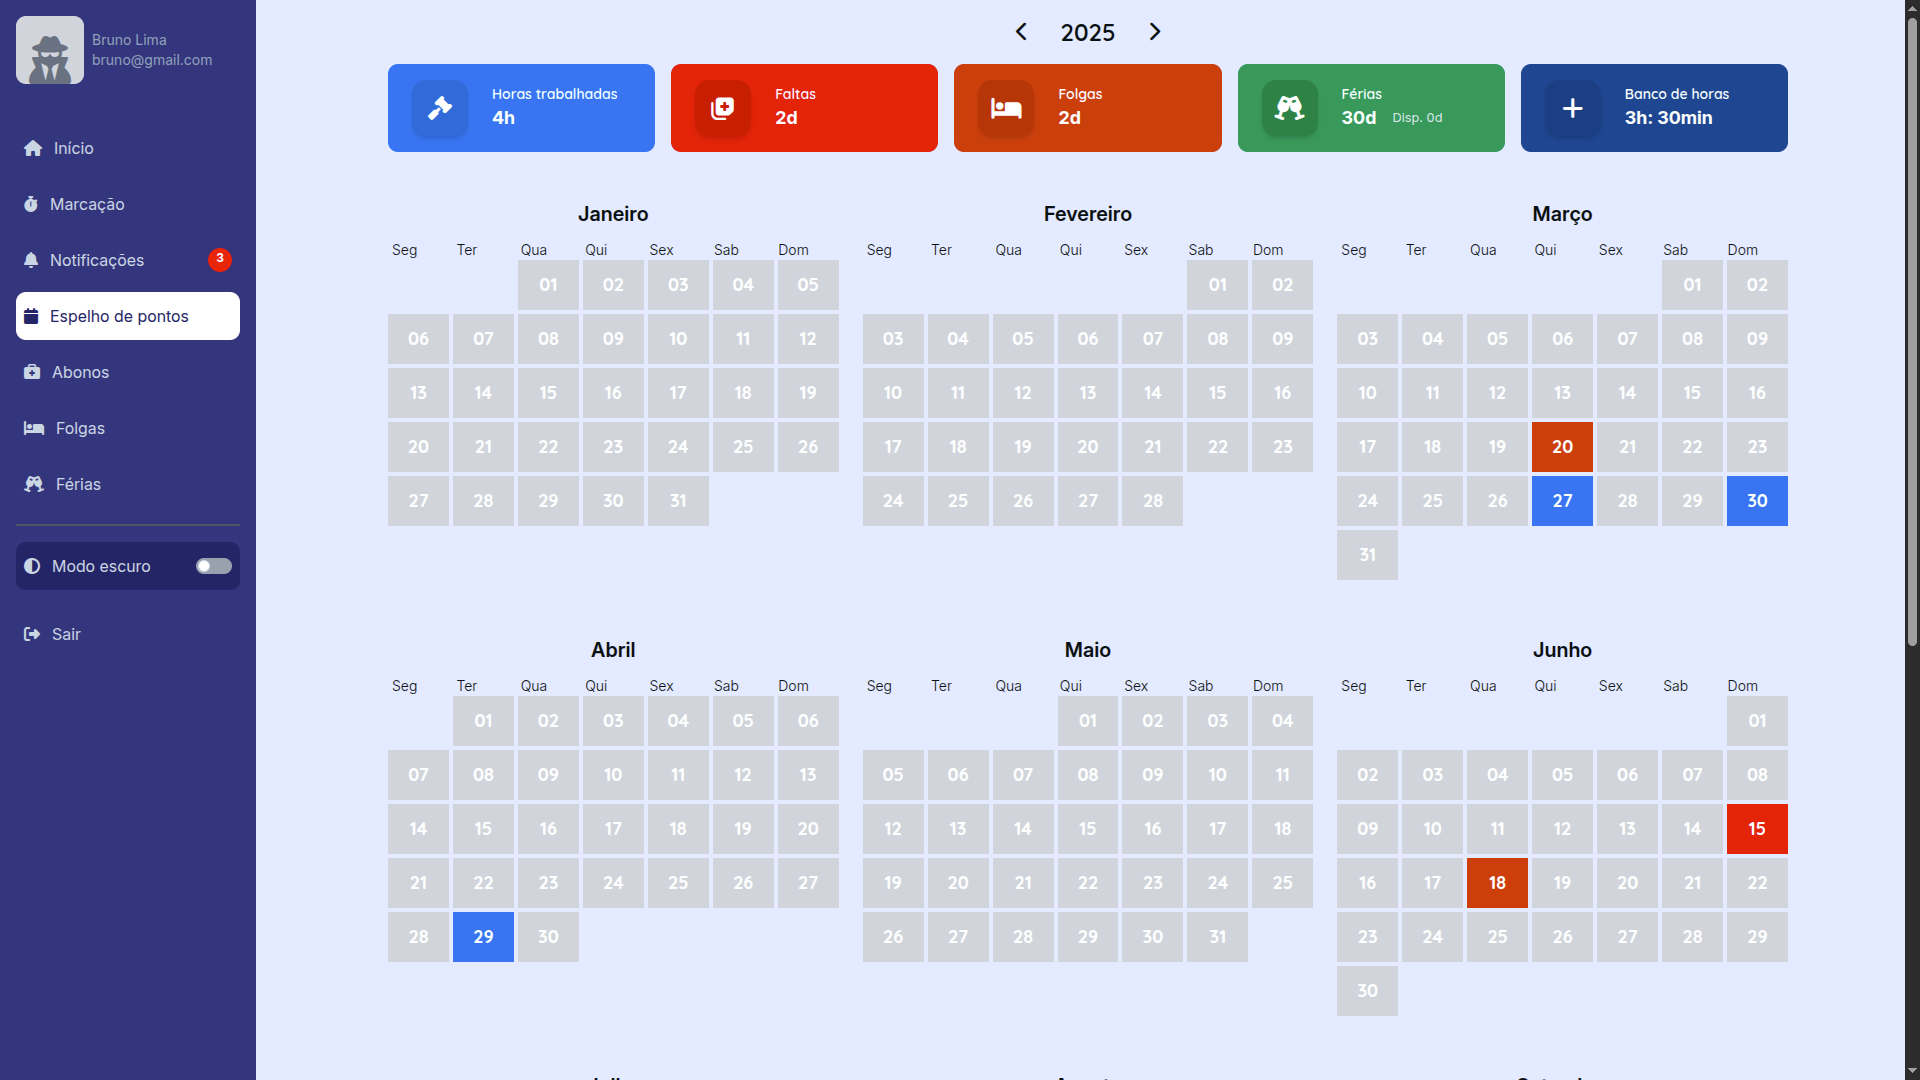 Bruno Lima
bruno@gmail.com
Início
Marcação
Notificações 3
Espelho de pontos
Abonos
Folgas
Férias
Modo escuro
Sair
2025
Horas trabalhadas
4h
Faltas
2d
Folgas
2d
Férias
30d Disp. 0d
Banco de horas
3h: 30min
Janeiro
Seg Ter Qua Qui Sex Sab Dom
01 02 03 04 05
06 07 08 09 10 11 12
13 14 15 16 17 18 19
20 21 22 23 24 25 26
27 28 29 30 31
Fevereiro
Seg Ter Qua Qui Sex Sab Dom
01 02
03 04 05 06 07 08 09
10 11 12 13 14 15 16
17 18 19 20 21 22 23
24 25 26 27 28
Março
Seg Ter Qua Qui Sex Sab Dom
01 02
03 04 05 06 07 08 09
10 11 12 13 14 15 16
17 18 19 20 21 22 23
24 25 26 27 28 29 30
31
Abril
Seg Ter Qua Qui Sex Sab Dom
01 02 03 04 05 06
07 08 09 10 11 12 13
14 15 16 17 18 19 20
21 22 23 24 25 26 27
28 29 30
Maio
Seg Ter Qua Qui Sex Sab Dom
01 02 03 04
05 06 07 08 09 10 11
12 13 14 15 16 17 18
19 20 21 22 23 24 25
26 27 28 29 30 31
Junho
Seg Ter Qua Qui Sex Sab Dom
01
02 03 04 05 06 07 08
09 10 11 12 13 14 15
16 17 18 19 20 21 22
23 24 25 26 27 28 29
30